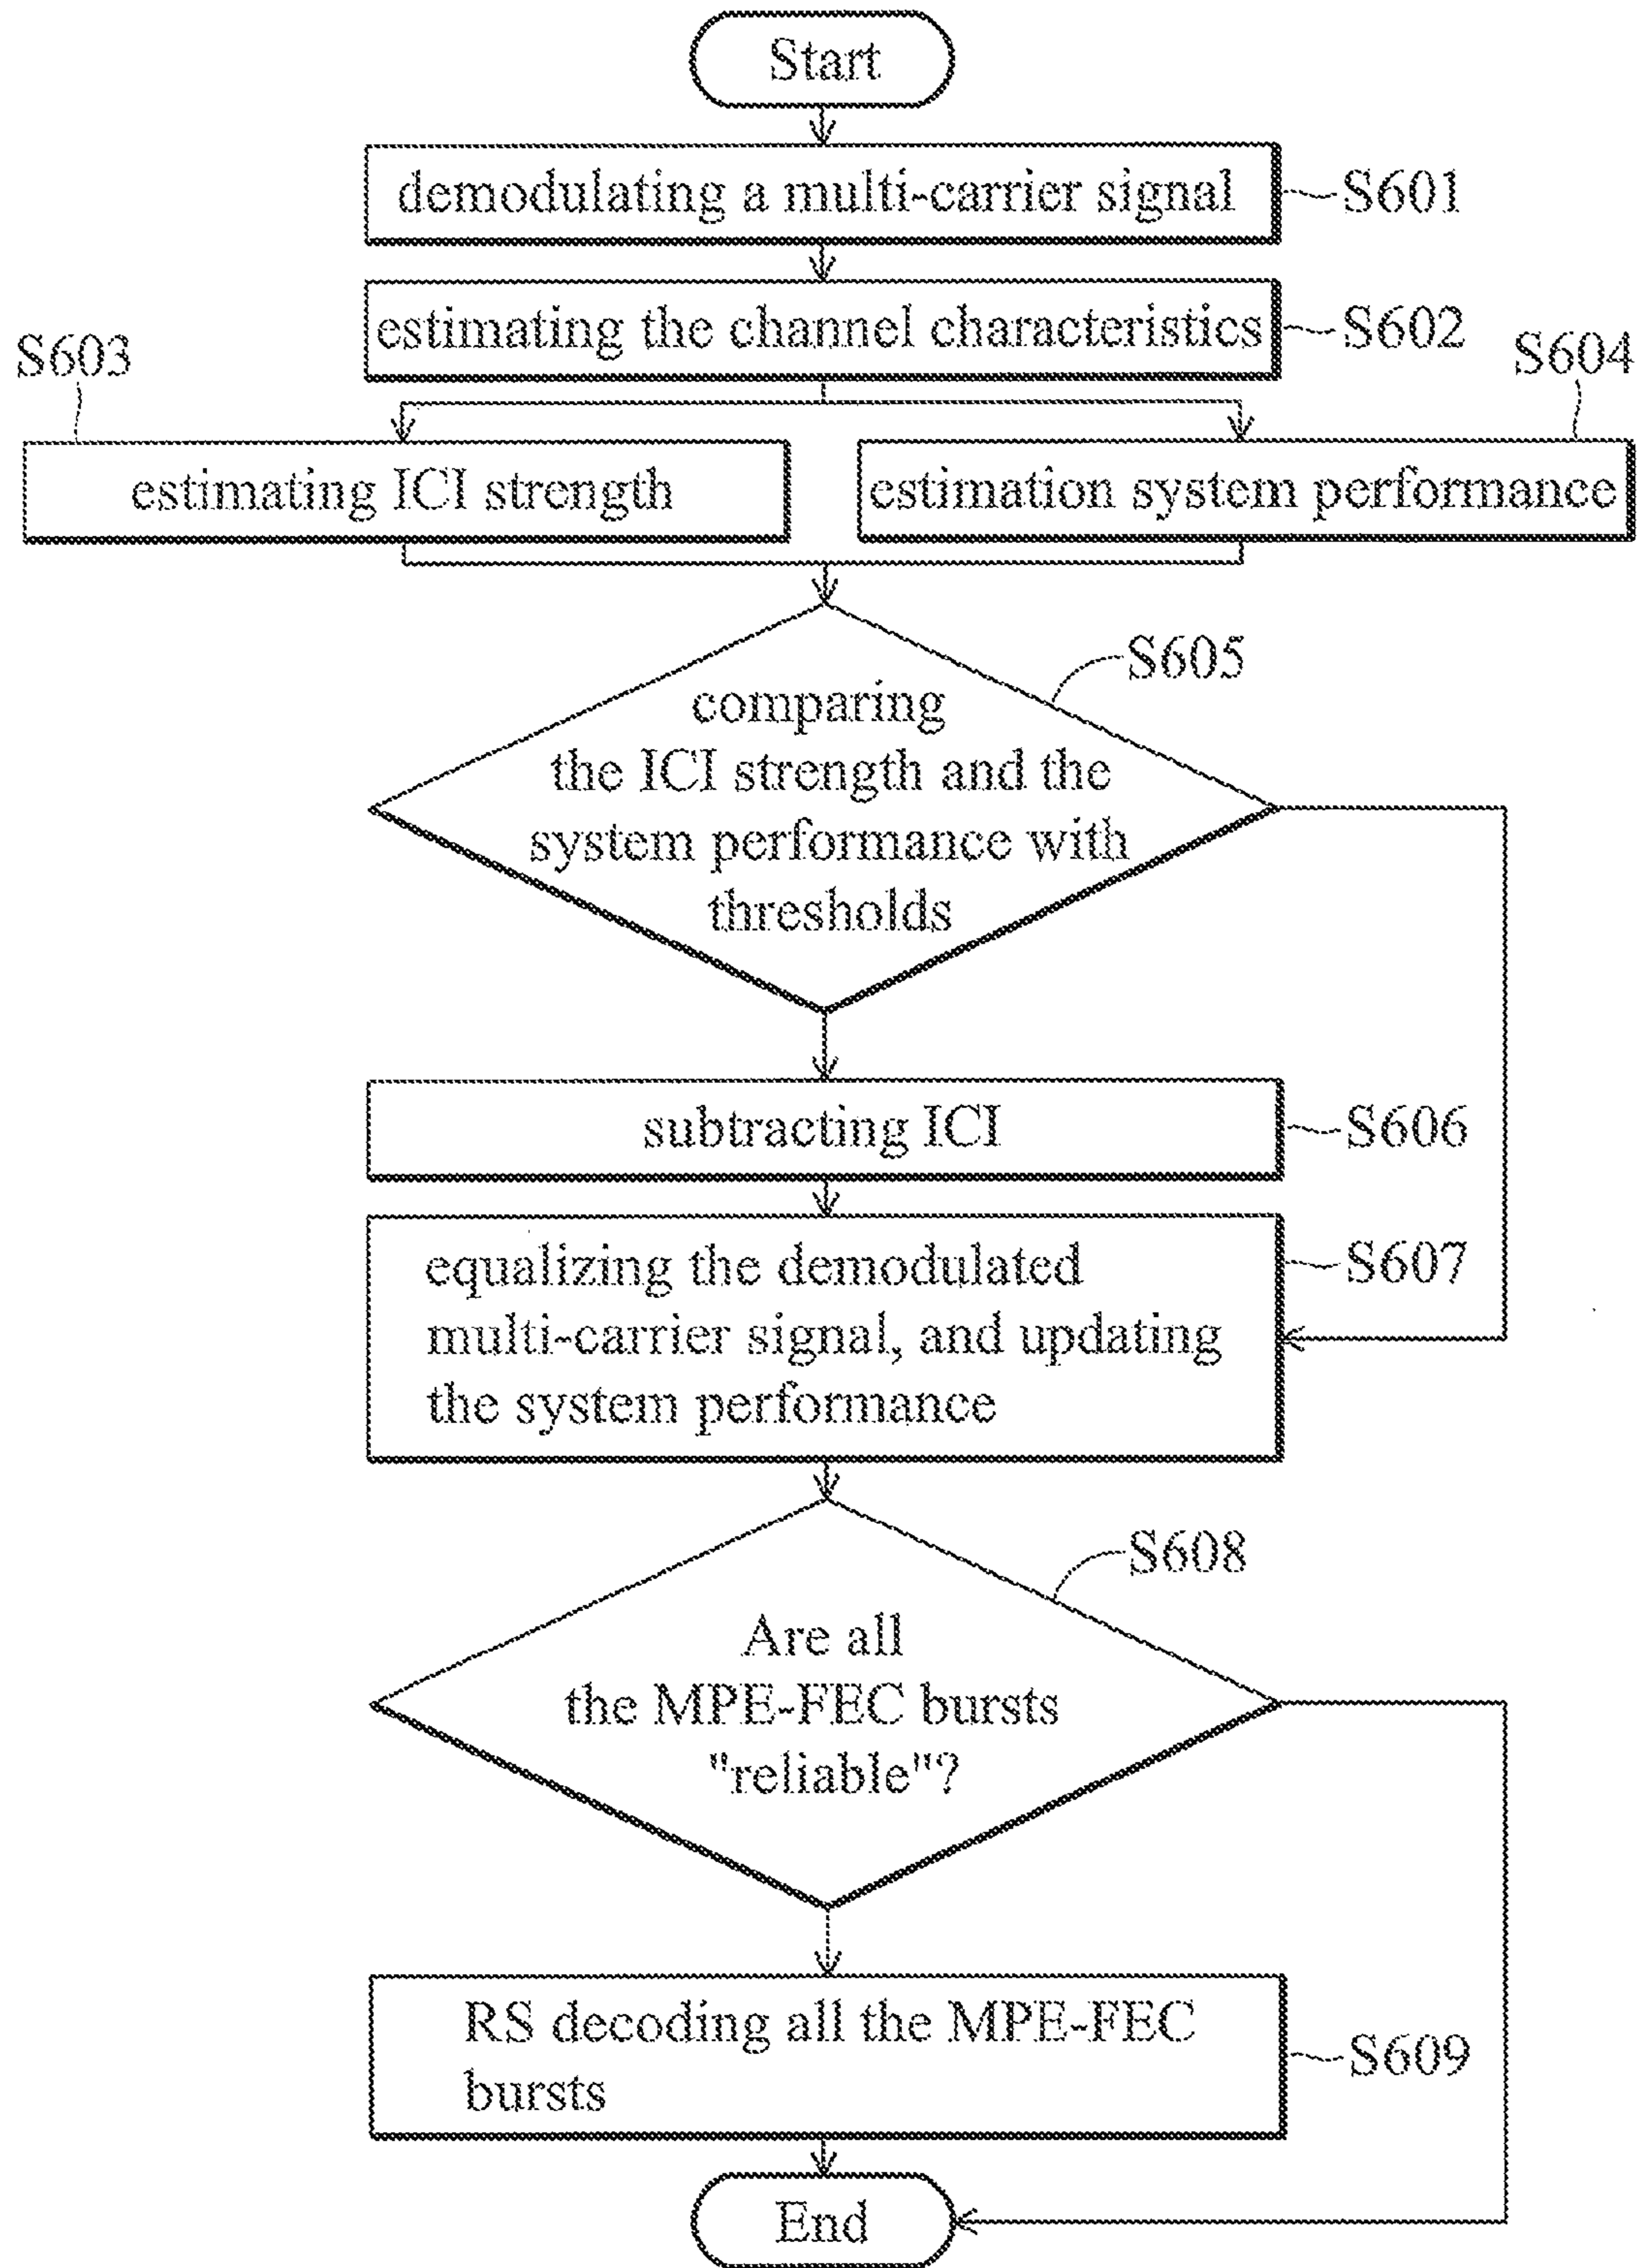 Start
demodulating a multi-carrier signal
S601
estimating the channel characteristics
S602
S603
S604
estimating ICI strength
estimation system performance
S605
comparing
the ICI strength and the
system performance with
thresholds
subtracting ICI
S606
equalizing the demodulated
multi-carrier signal, and updating
the system performance
S607
S608
Are all
the MPE-FEC bursts
"reliable"?
RS decoding all the MPE-FEC
bursts
S609
End